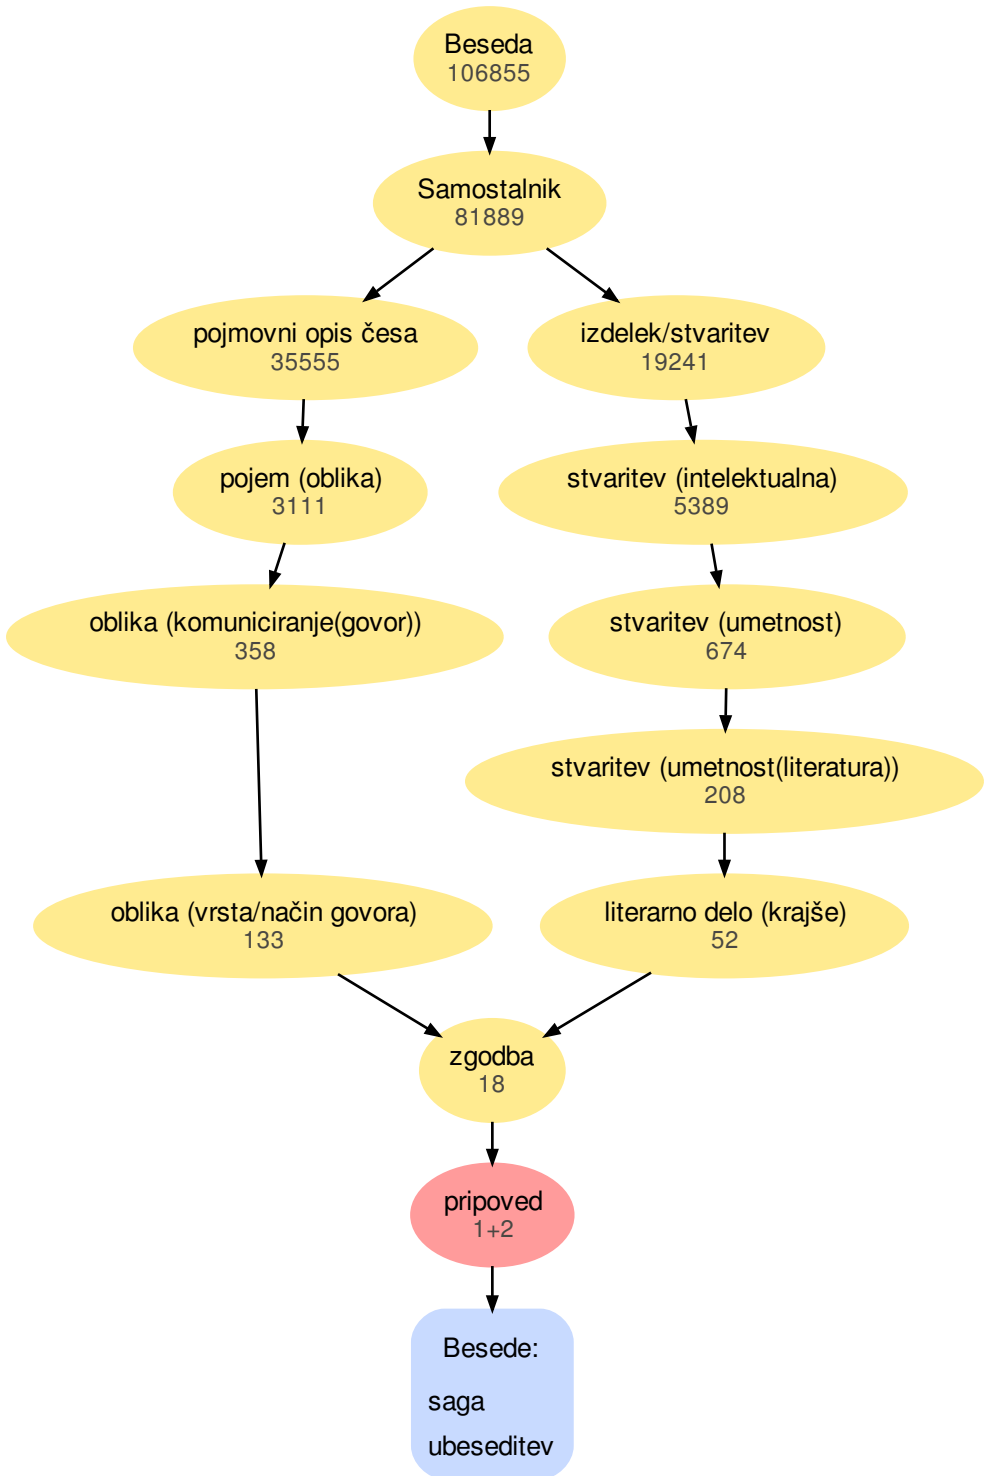 Beseda
106855
Samostalnik
81889
pojmovni opis česa
35555
izdelek/stvaritev
19241
pojem (oblika)
3111
stvaritev (intelektualna)
5389
oblika (komuniciranje(govor))
358
stvaritev (umetnost)
674
stvaritev (umetnost(literatura))
208
oblika (vrsta/način govora)
133
literarno delo (krajše)
52
zgodba
18
pripoved
1+2
Besede:
saga
ubeseditev